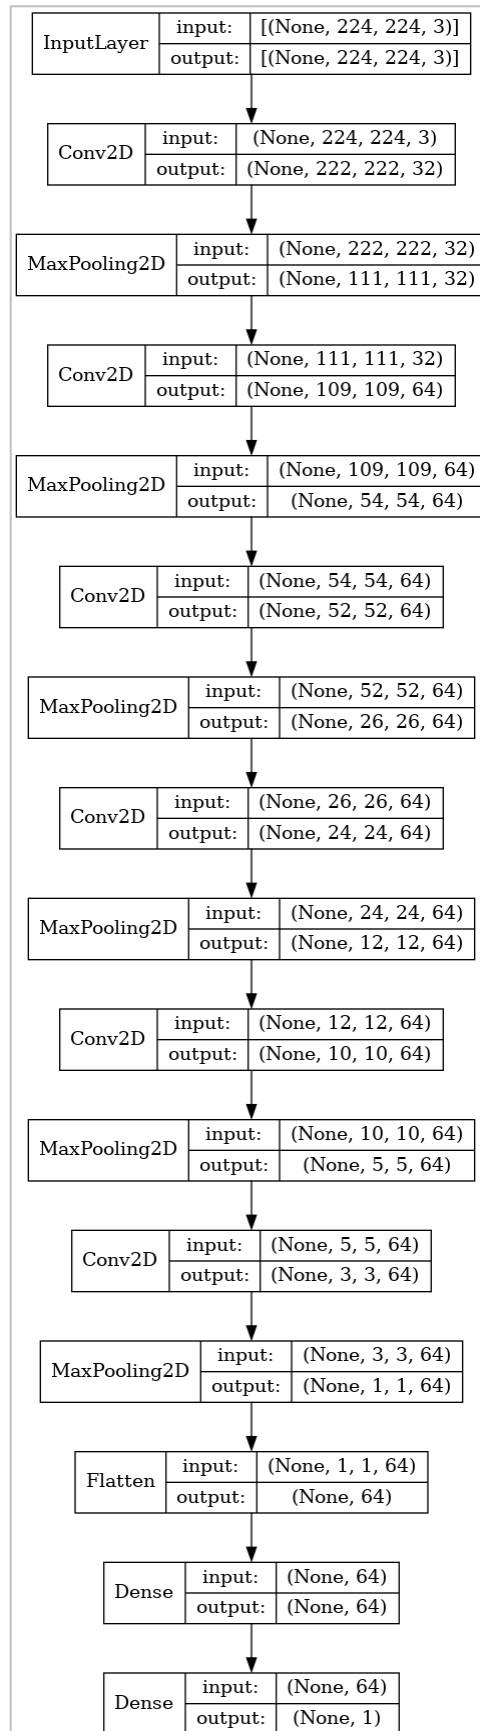 InputLayer input: [(None, 224, 224, 3)]
output: [(None, 224, 224, 3)]
Conv2D input: (None, 224, 224, 3)
output: (None, 222, 222, 32)
MaxPooling2D input: (None, 222, 222, 32)
output: (None, 111, 111, 32)
Conv2D input: (None, 111, 111, 32)
output: (None, 109, 109, 64)
MaxPooling2D input: (None, 109, 109, 64)
output: (None, 54, 54, 64)
Conv2D input: (None, 54, 54, 64)
output: (None, 52, 52, 64)
MaxPooling2D input: (None, 52, 52, 64)
output: (None, 26, 26, 64)
Conv2D input: (None, 26, 26, 64)
output: (None, 24, 24, 64)
MaxPooling2D input: (None, 24, 24, 64)
output: (None, 12, 12, 64)
Conv2D input: (None, 12, 12, 64)
output: (None, 10, 10, 64)
MaxPooling2D input: (None, 10, 10, 64)
output: (None, 5, 5, 64)
Conv2D input: (None, 5, 5, 64)
output: (None, 3, 3, 64)
MaxPooling2D input: (None, 3, 3, 64)
output: (None, 1, 1, 64)
Flatten input: (None, 1, 1, 64)
output: (None, 64)
Dense input: (None, 64)
output: (None, 64)
Dense input: (None, 64)
output: (None, 1)